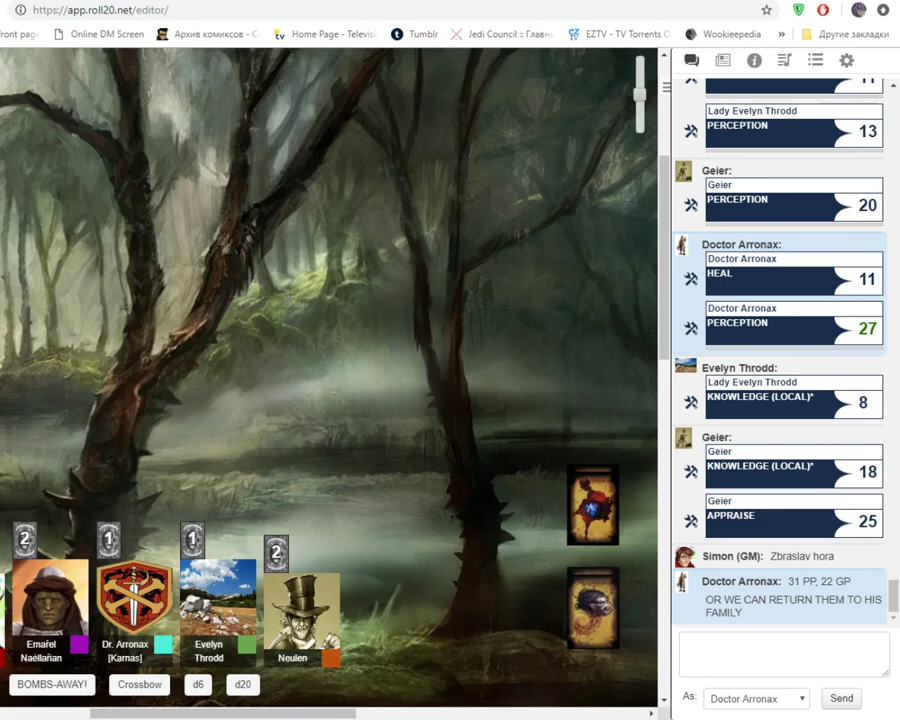 https://app.roll20.net/editor/
front page
Online DM Screen
Архив комиксов - С
tv Home Page - Televis
t Tumblr
Jedi Council :: Главн
EZTV - TV Torrents O
Wookieepedia
»
Другие закладки
11
Lady Evelyn Throdd
PERCEPTION
13
Geier:
Geier
PERCEPTION
20
Doctor Arronax:
Doctor Arronax
HEAL
11
Doctor Arronax
PERCEPTION
27
Evelyn Throdd:
Lady Evelyn Throdd
KNOWLEDGE (LOCAL)*
8
Geier:
Geier
KNOWLEDGE (LOCAL)*
18
Geier
APPRAISE
25
Simon (GM): Zbraslav hora
Doctor Arronax: 31 PP, 22 GP
OR WE CAN RETURN THEM TO HIS
FAMILY
As:
Doctor Arronax
Send
2
1
1
2
Emařel
Naëllařian
Dr. Arronax
[Karnas]
Evelyn
Throdd
Neulen
BOMBS-AWAY!
Crossbow
d6
d20